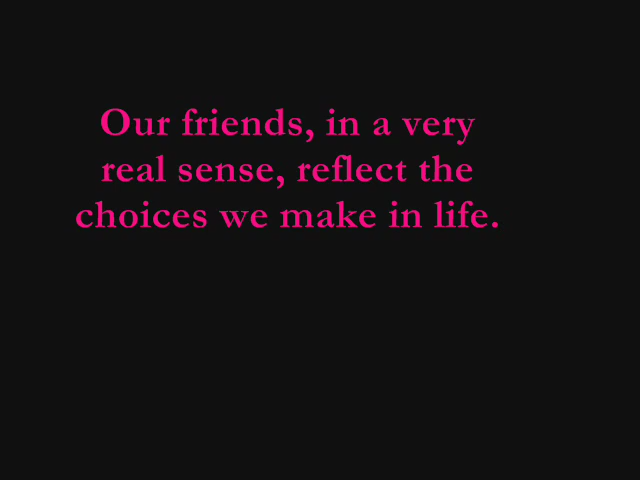 Our friends, in a very
real sense, reflect the
choices we make in life.